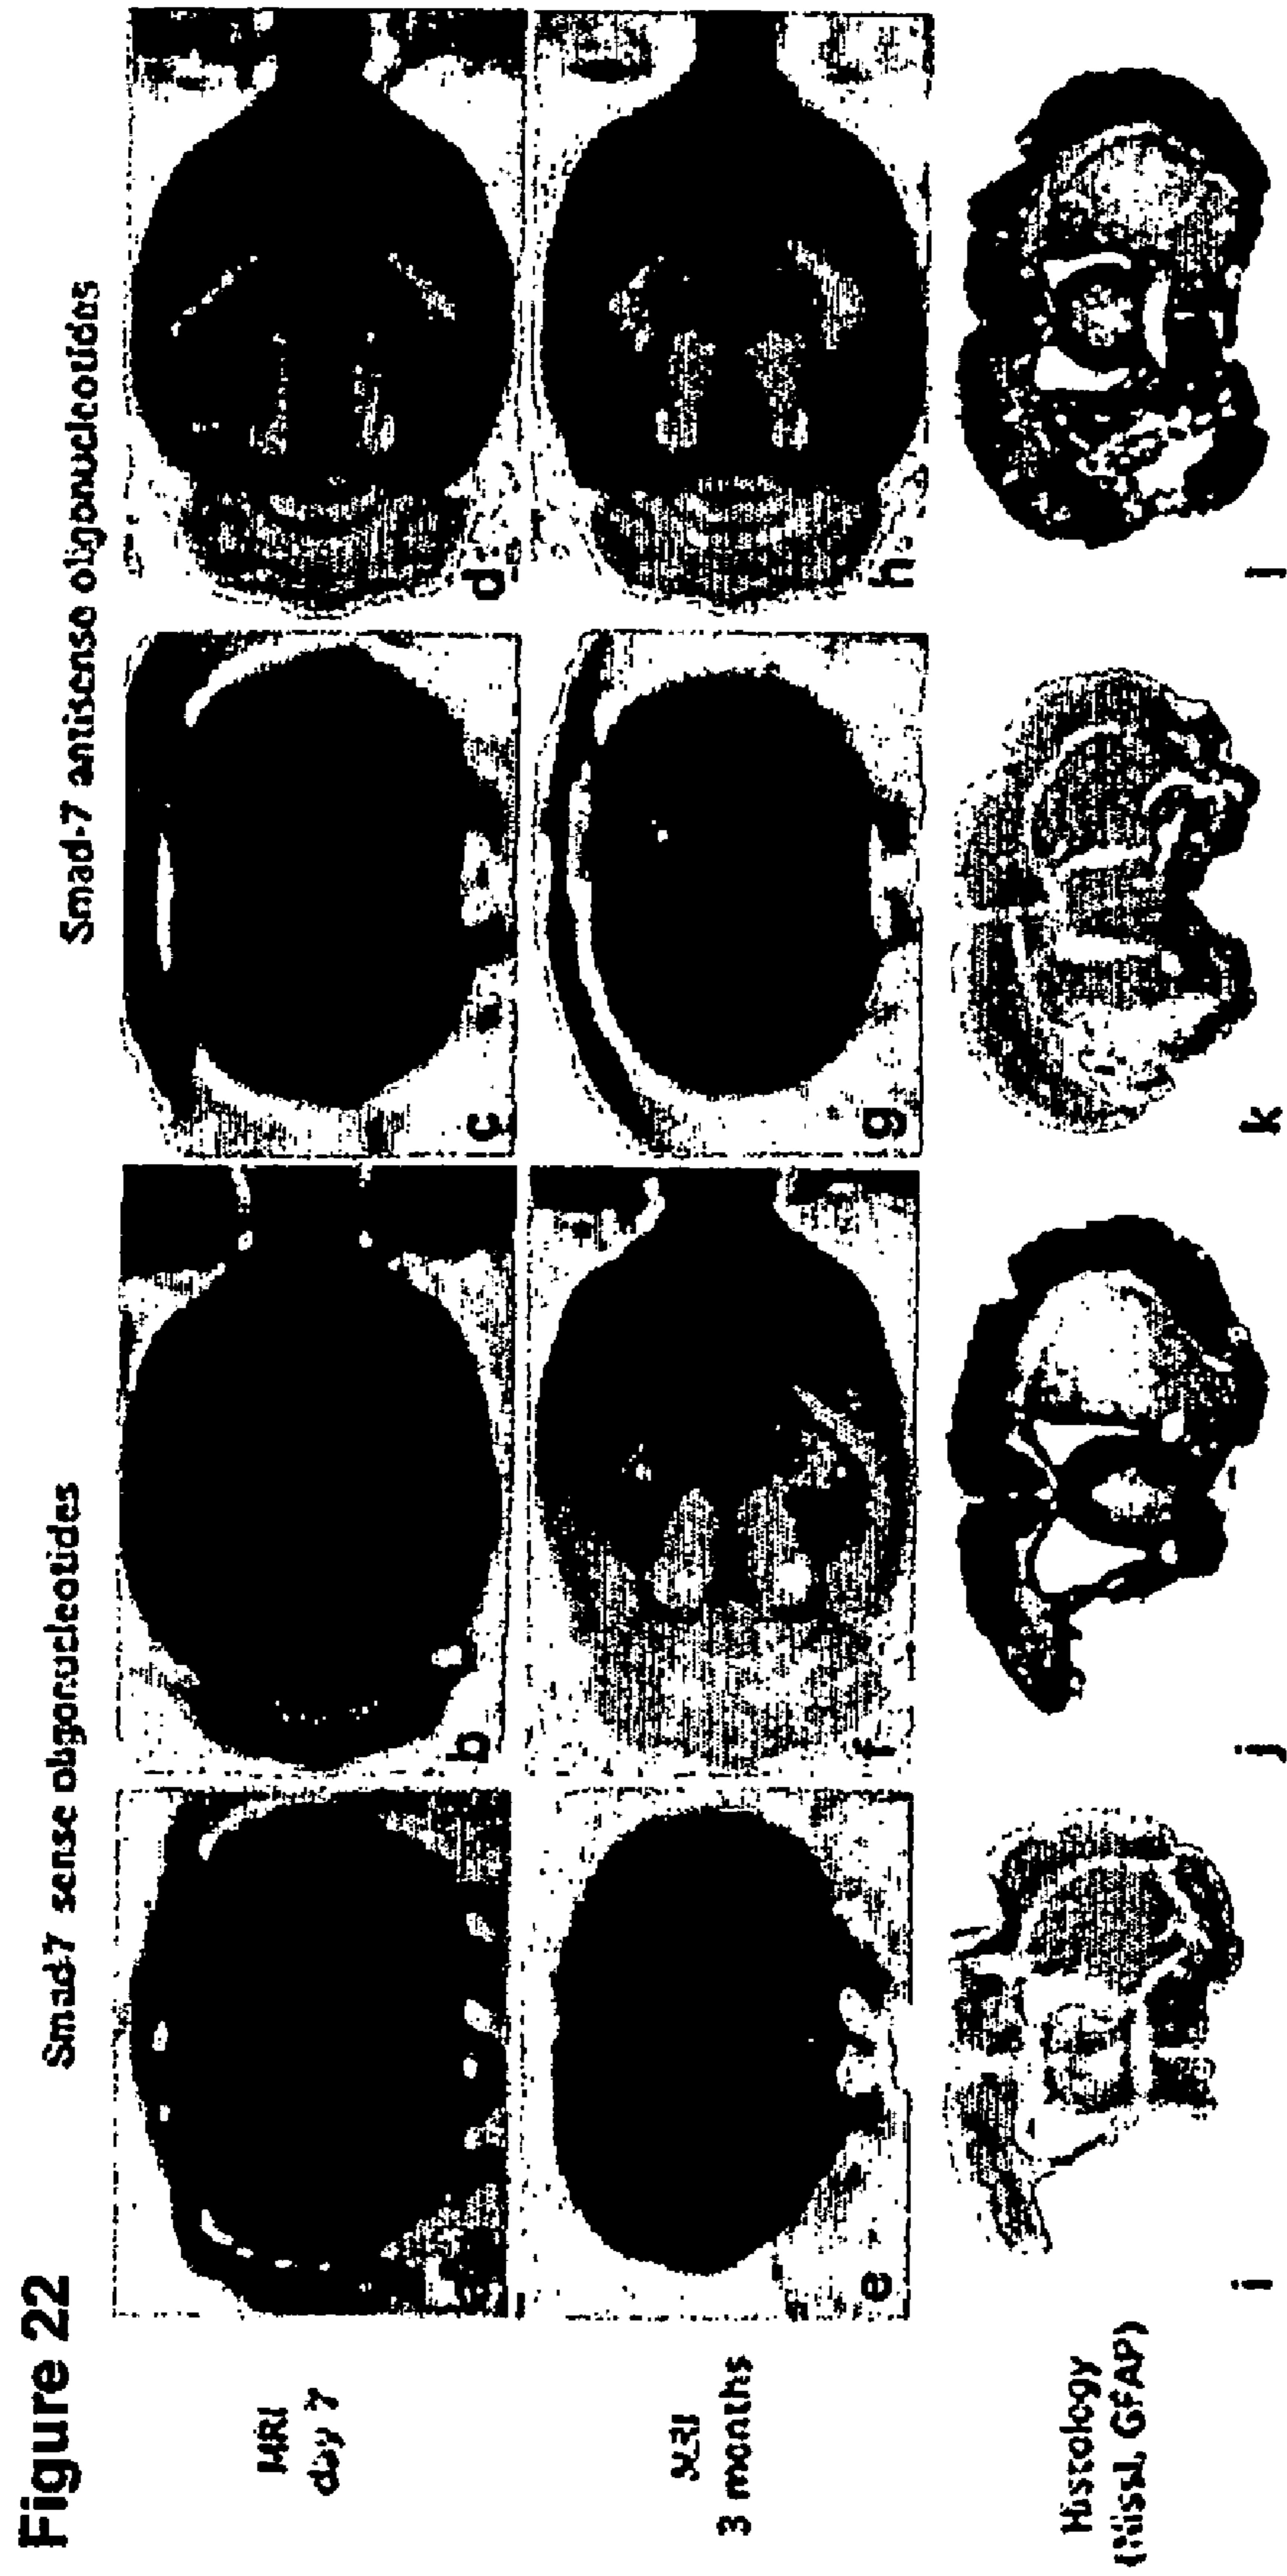 Figure 22
Smad-7 sense oligonucleotides
Smad-7 antisense oligonucleotides
MRI
day 7
b
c
d
MRI
3 months
e
f
g
h
Histology
(Nissl, GFAP)
i
j
k
l